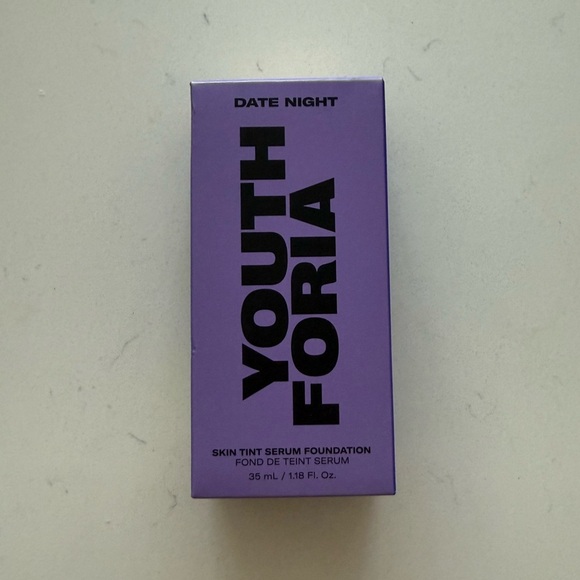 DATE NIGHT
YOUTH
FORIA
SKIN TINT SERUM FOUNDATION
FOND DE TEINT SERUM
35 mL / 1.18 Fl. Oz.